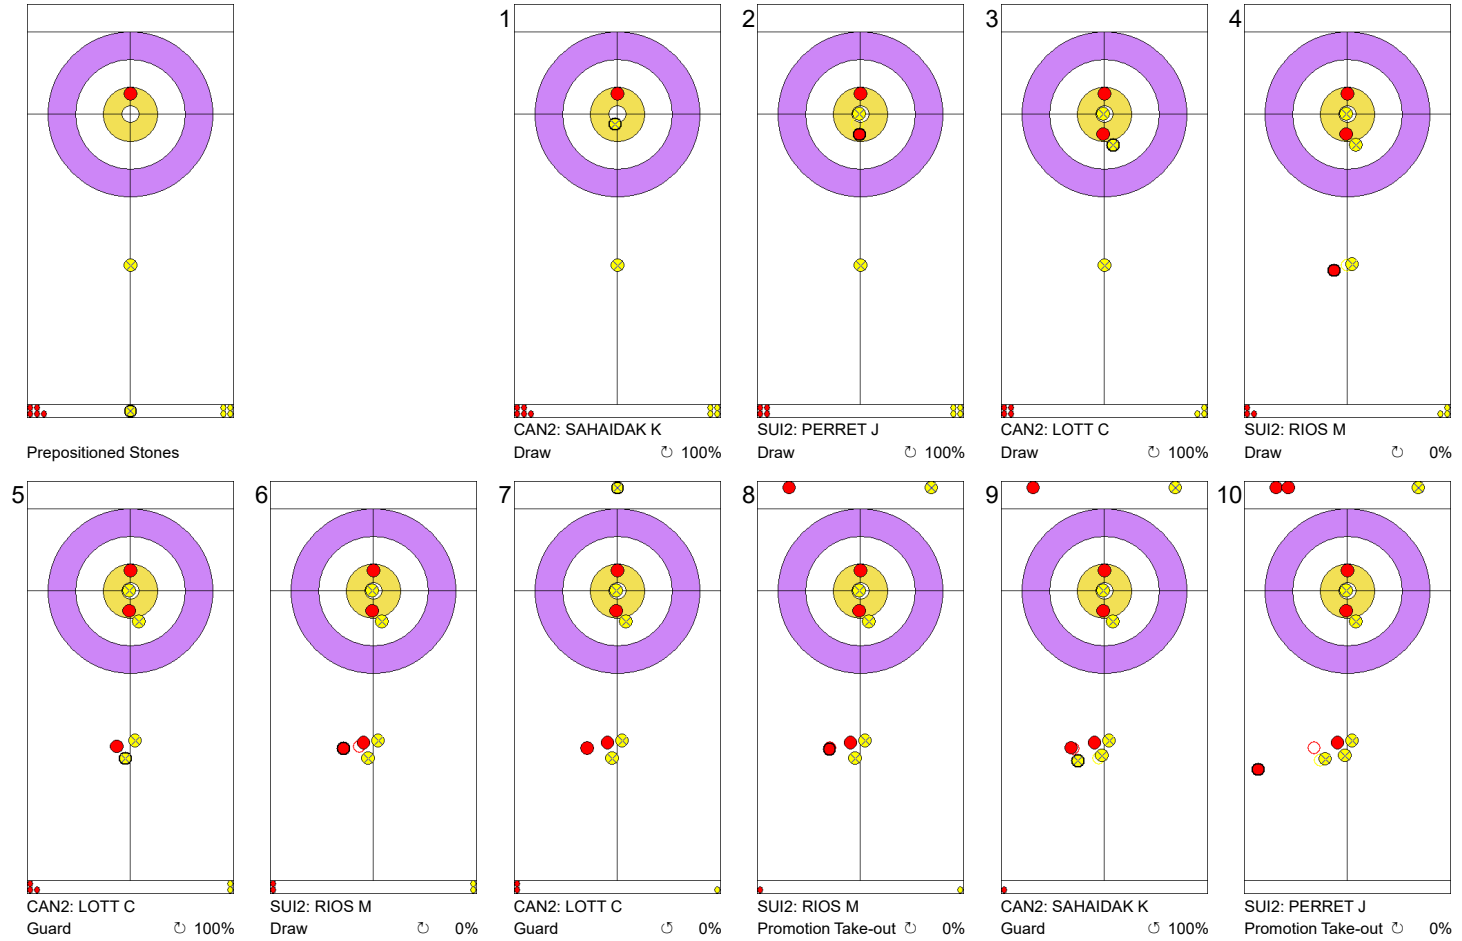 1
2
3
4
Prepositioned Stones
CAN2: SAHAIDAK K
Draw ↻ 100%
SUI2: PERRET J
Draw ↻ 100%
CAN2: LOTT C
Draw ↻ 100%
SUI2: RIOS M
Draw ↻ 0%
5
6
7
8
9
10
CAN2: LOTT C
Guard ↻ 100%
SUI2: RIOS M
Draw ↻ 0%
CAN2: LOTT C
Guard ↺ 0%
SUI2: RIOS M
Promotion Take-out ↻ 0%
CAN2: SAHAIDAK K
Guard ↺ 100%
SUI2: PERRET J
Promotion Take-out ↻ 0%